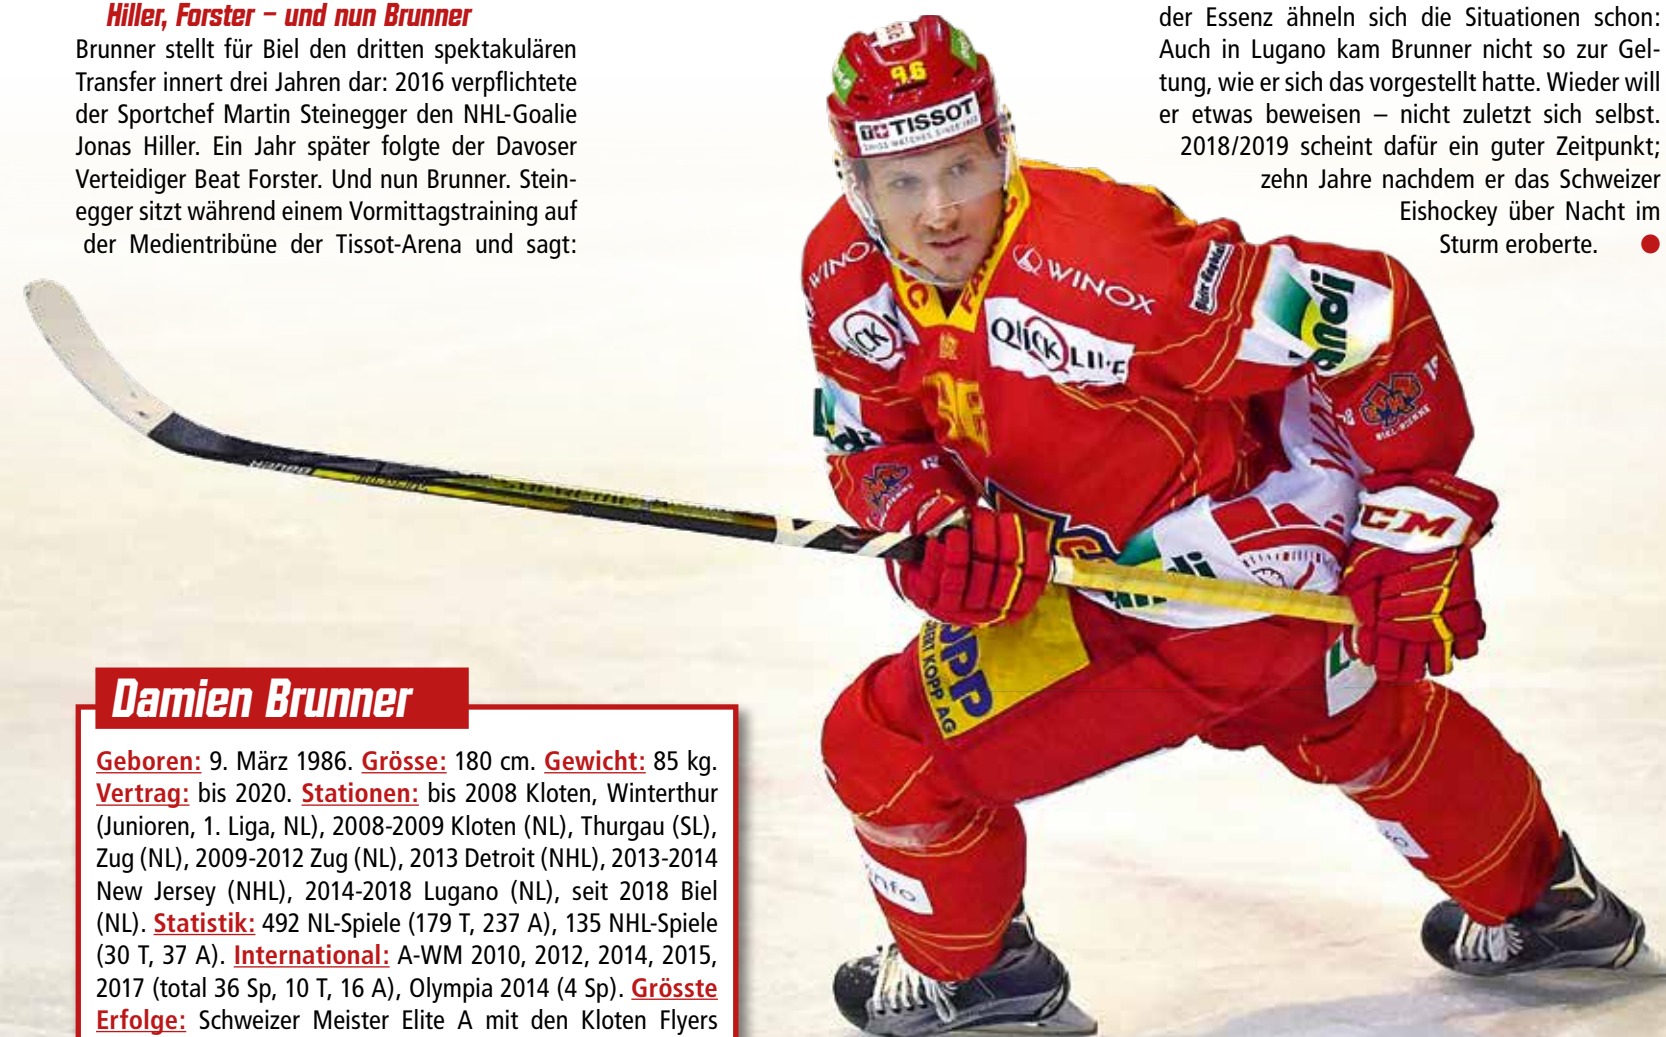 Hiller, Forster – und nun Brunner
Brunner stellt für Biel den dritten spektakulären
Transfer innert drei Jahren dar: 2016 verpflichtete
der Sportchef Martin Steinegger den NHL-Goalie
Jonas Hiller. Ein Jahr später folgte der Davoser
Verteidiger Beat Forster. Und nun Brunner. Stein-
egger sitzt während einem Vormittagstraining auf
der Medientribüne der Tissot-Arena und sagt:
der Essenz ähneln sich die Situationen schon:
Auch in Lugano kam Brunner nicht so zur Gel-
tung, wie er sich das vorgestellt hatte. Wieder will
er etwas beweisen – nicht zuletzt sich selbst.
2018/2019 scheint dafür ein guter Zeitpunkt;
zehn Jahre nachdem er das Schweizer
Eishockey über Nacht im
Sturm eroberte.
96
TISSOT
SWISS WATCHES SINCE 1853
WINOX
QUICKLINE
96
BIEL-BIENNE
CCM
KOPP AG
Damien Brunner
Geboren: 9. März 1986. Grösse: 180 cm. Gewicht: 85 kg.
Vertrag: bis 2020. Stationen: bis 2008 Kloten, Winterthur
(Junioren, 1. Liga, NL), 2008-2009 Kloten (NL), Thurgau (SL),
Zug (NL), 2009-2012 Zug (NL), 2013 Detroit (NHL), 2013-2014
New Jersey (NHL), 2014-2018 Lugano (NL), seit 2018 Biel
(NL). Statistik: 492 NL-Spiele (179 T, 237 A), 135 NHL-Spiele
(30 T, 37 A). International: A-WM 2010, 2012, 2014, 2015,
2017 (total 36 Sp, 10 T, 16 A), Olympia 2014 (4 Sp). Grösste
Erfolge: Schweizer Meister Elite A mit den Kloten Flyers